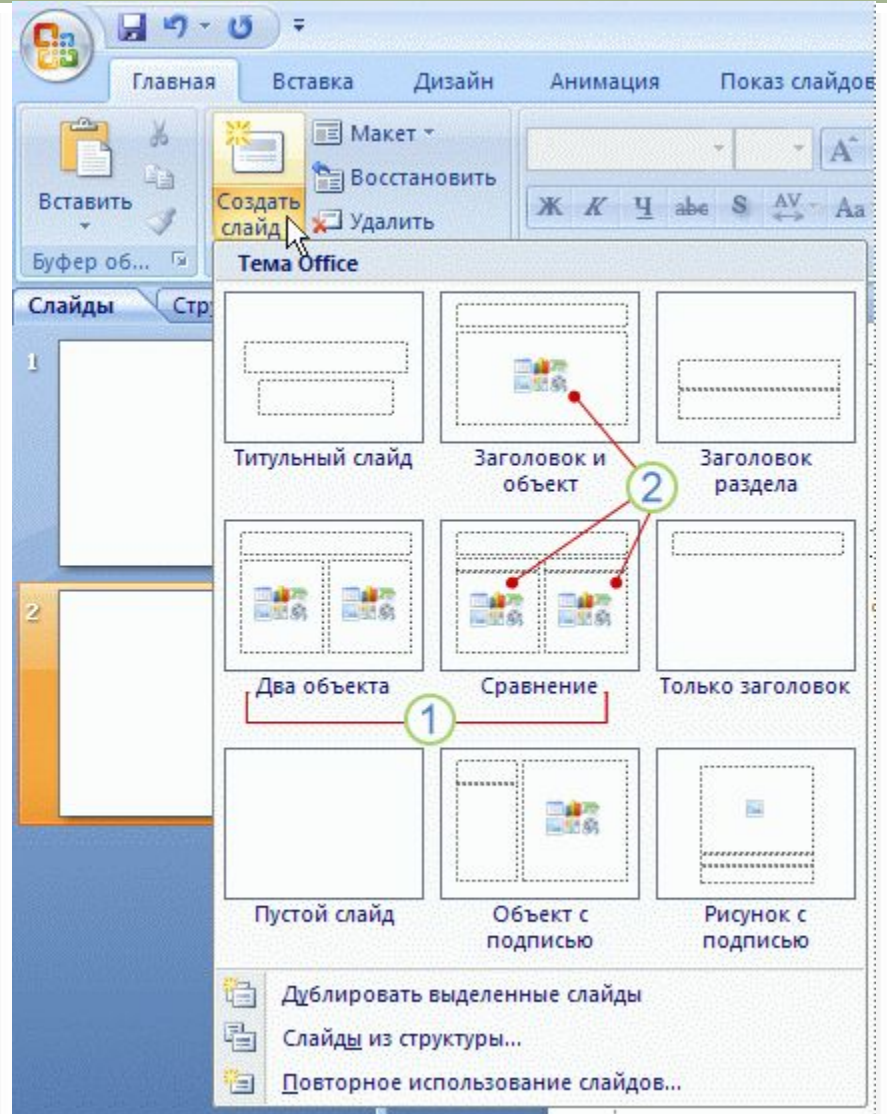 Главная Вставка Дизайн Анимация Показ слайдов
Макет
Восстановить
Вставить Создать слайд Удалить
Ж К Ч abe S AV Aa A
Буфер об...
Тема Office
Слайды Стр
1
Титульный слайд Заголовок и объект Заголовок раздела
2
2
Два объекта Сравнение Только заголовок
1
Пустой слайд Объект с подписью Рисунок с подписью
Дублировать выделенные слайды
Слайды из структуры...
Повторное использование слайдов...